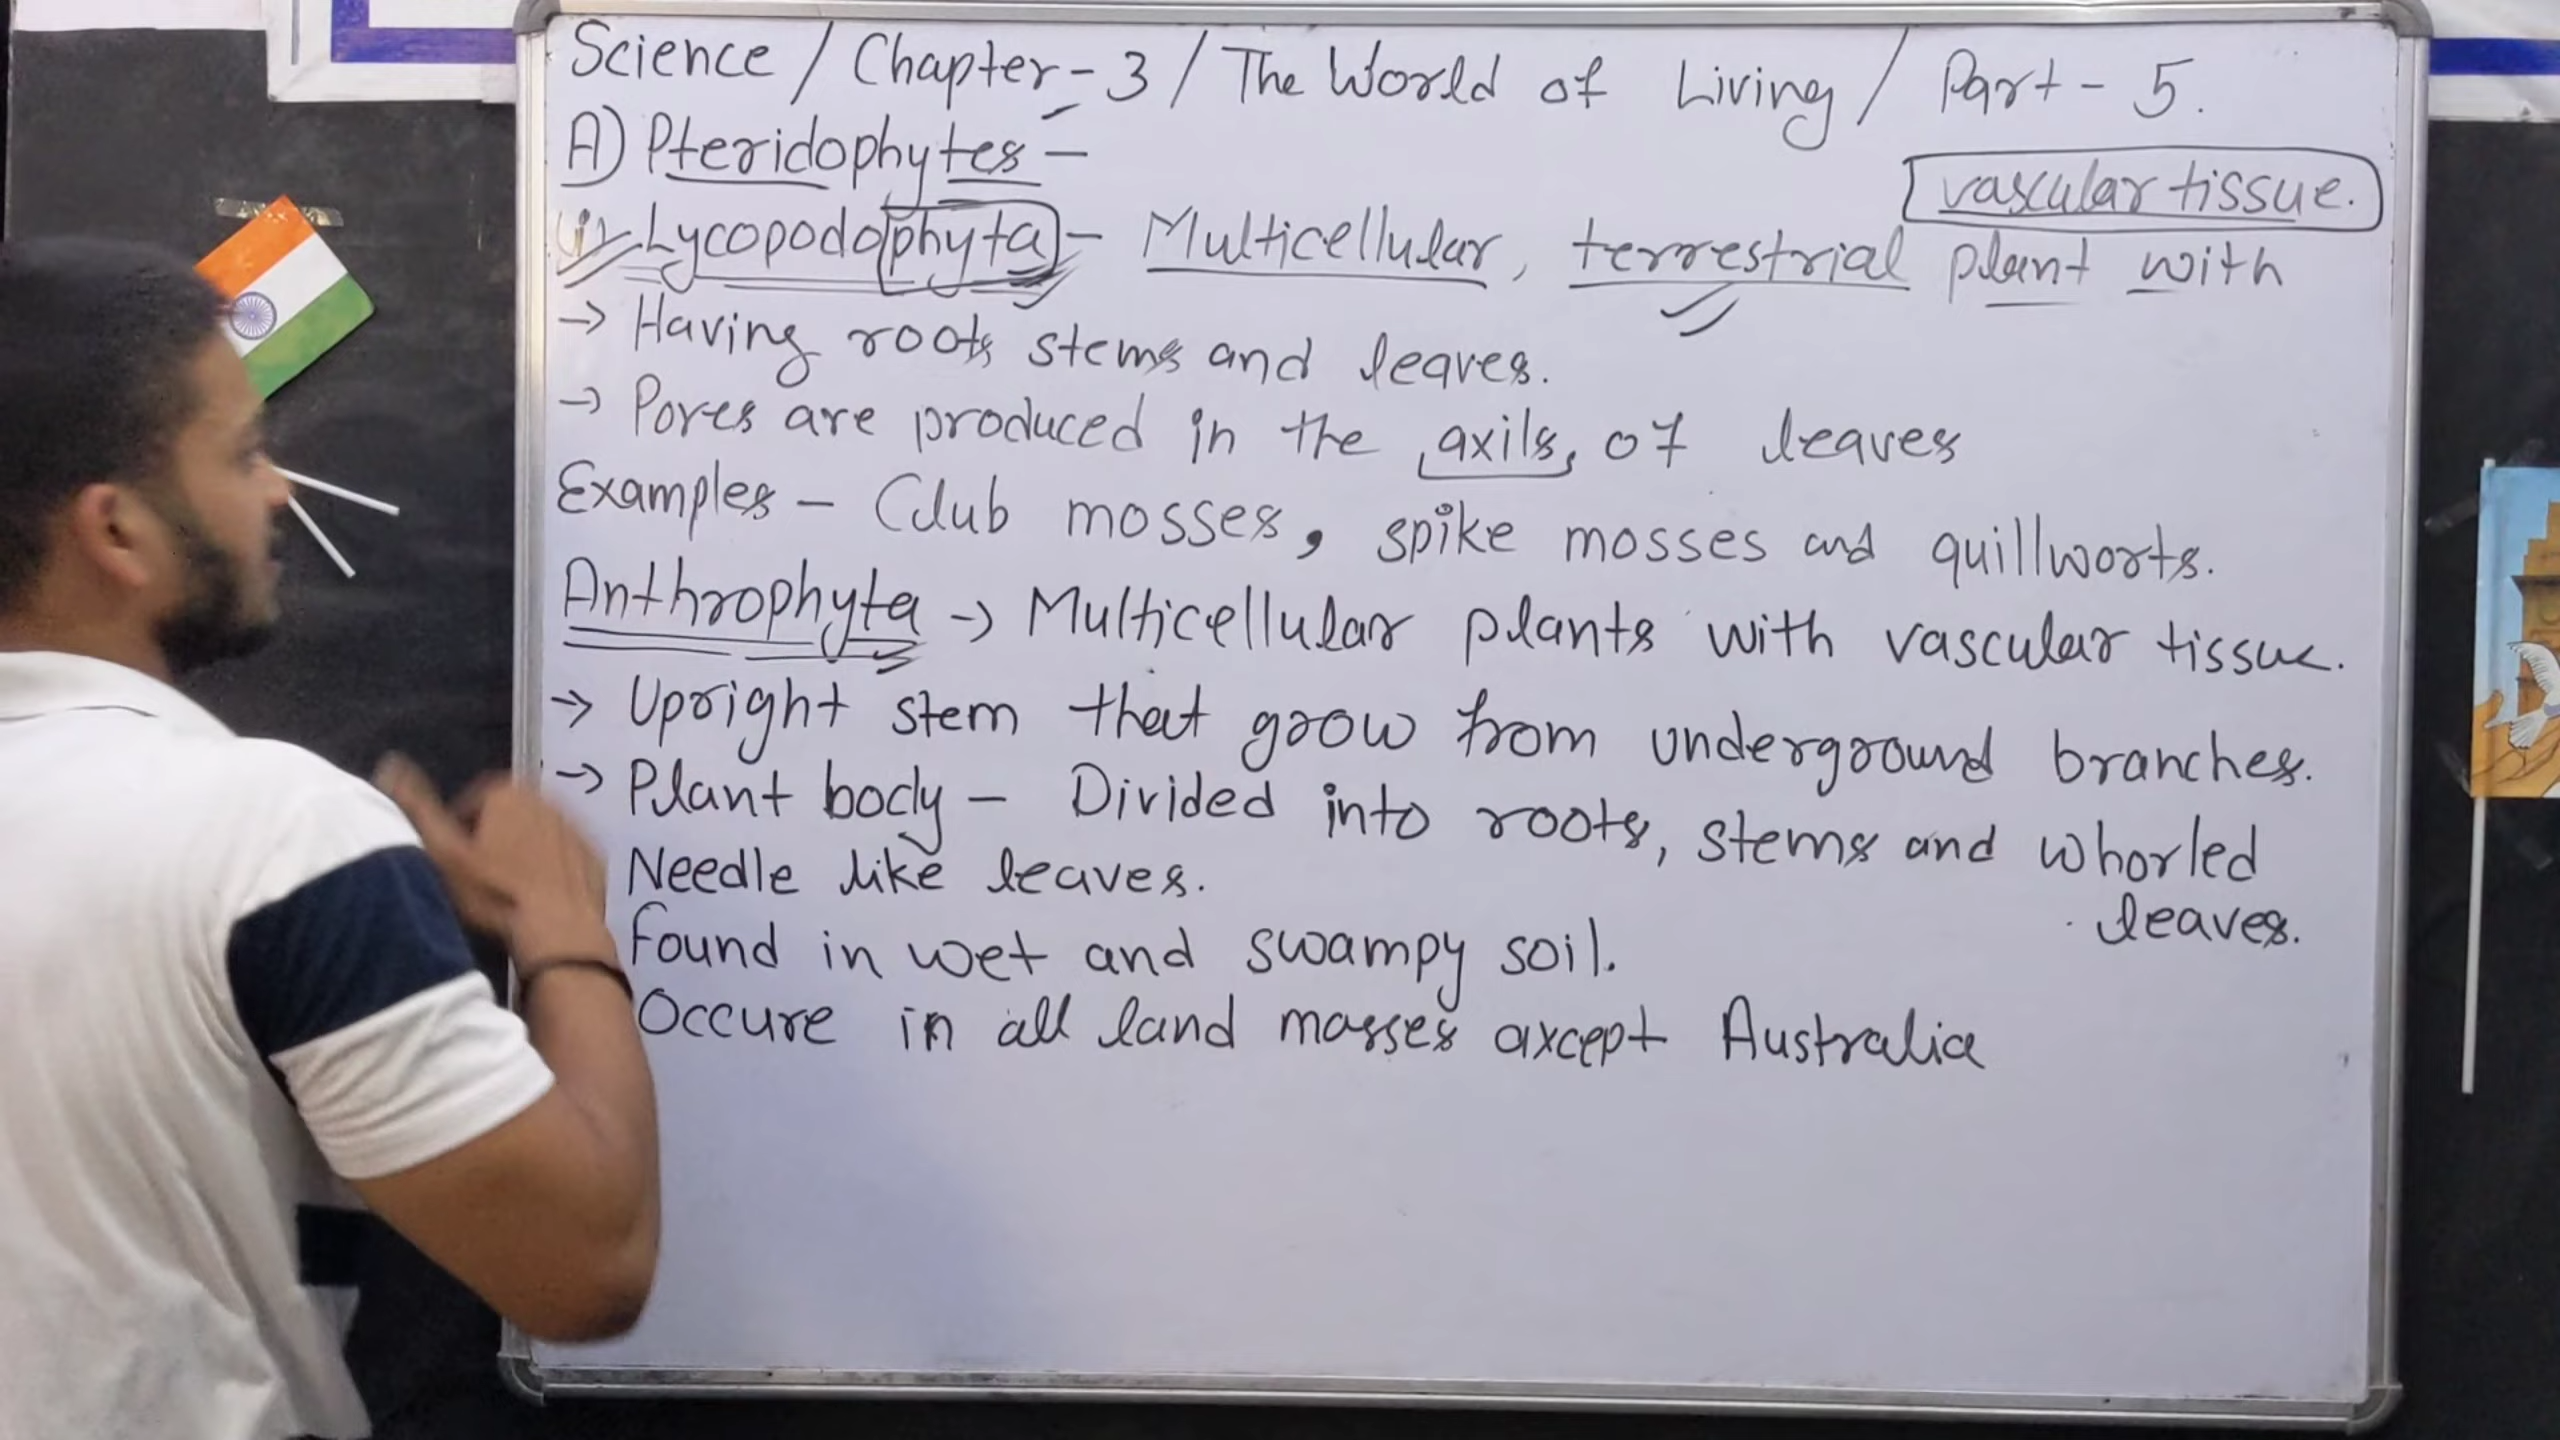 Science / Chapter - 3 / The World of Living / Part - 5.
A) Pteridophytes -
vascular tissue.
(i) Lycopodophyta - Multicellular, terrestrial plant with
→ Having roots stems and leaves.
→ Pores are produced in the axils, of leaves
Examples - Club mosses, spike mosses and quillworts.
Anthrophyta → Multicellular plants with vascular tissue.
→ Upright stem that grow from underground branches.
→ Plant body - Divided into roots, stems and whorled
leaves.
Needle like leaves.
Found in wet and swampy soil.
Occure in all land masses axcept Australia